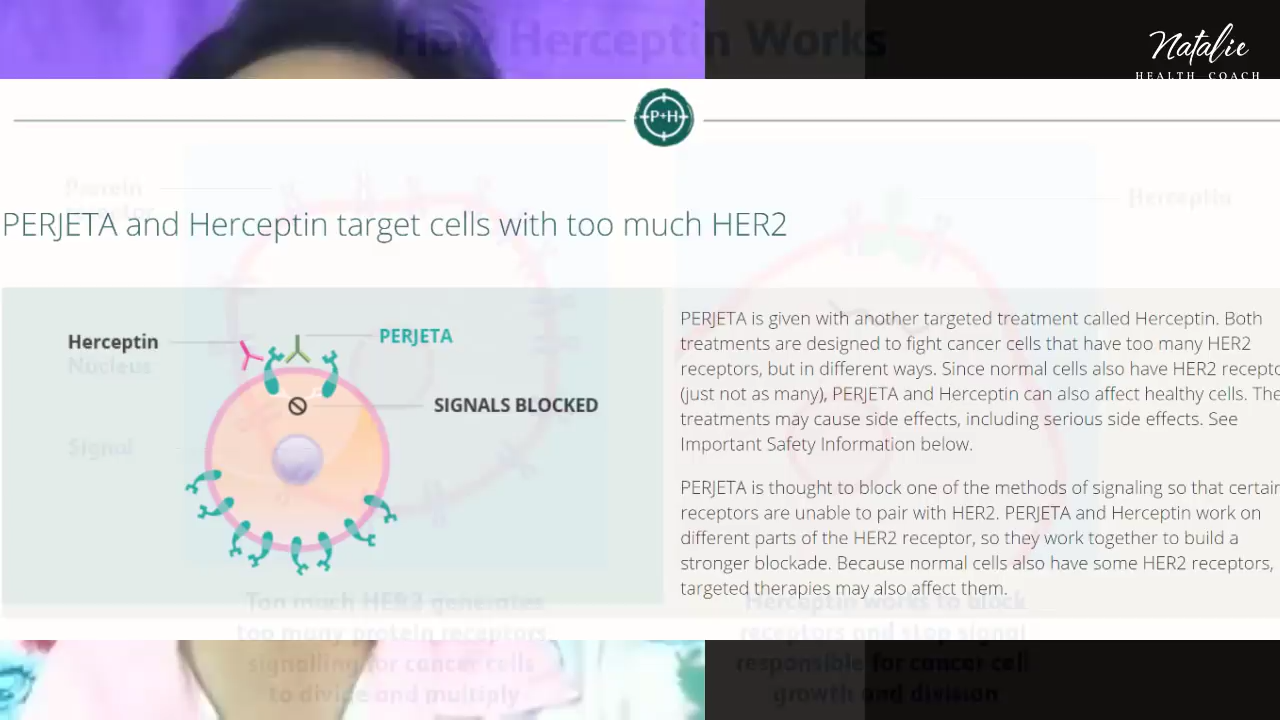 How Herceptin Works
Natalie
HEALTH COACH
P+H
Protein
receptor
Herceptin
PERJETA and Herceptin target cells with too much HER2
Herceptin
PERJETA
Nucleus
SIGNALS BLOCKED
Signal
PERJETA is given with another targeted treatment called Herceptin. Both
treatments are designed to fight cancer cells that have too many HER2
receptors, but in different ways. Since normal cells also have HER2 recepto
(just not as many), PERJETA and Herceptin can also affect healthy cells. The
treatments may cause side effects, including serious side effects. See
Important Safety Information below.
PERJETA is thought to block one of the methods of signaling so that certain
receptors are unable to pair with HER2. PERJETA and Herceptin work on
different parts of the HER2 receptor, so they work together to build a
stronger blockade. Because normal cells also have some HER2 receptors,
targeted therapies may also affect them.
Too much HER2 generates
too many protein receptors
signalling for cancer cells
to divide and multiply
Herceptin works to block
receptors and stop signal
responsible for cancer cell
growth and division